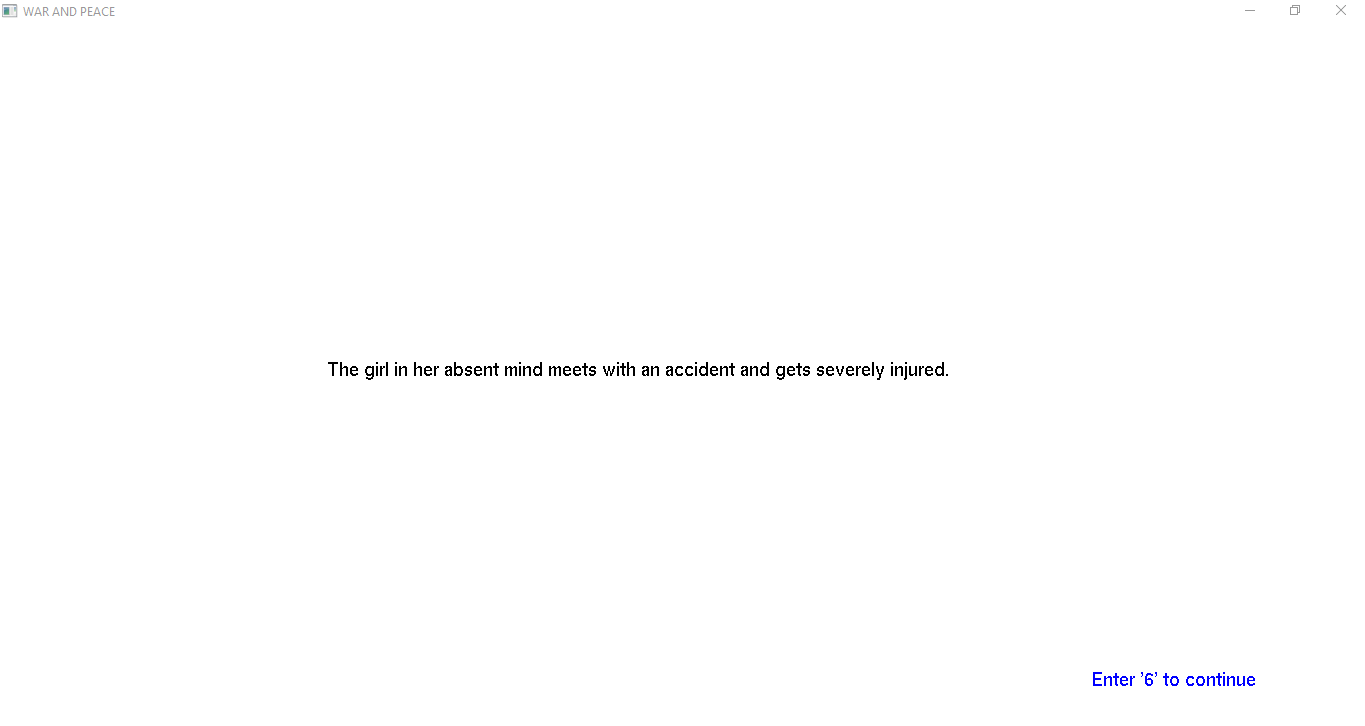 WAR AND PEACE
The girl in her absent mind meets with an accident and gets severely injured.
Enter '6' to continue